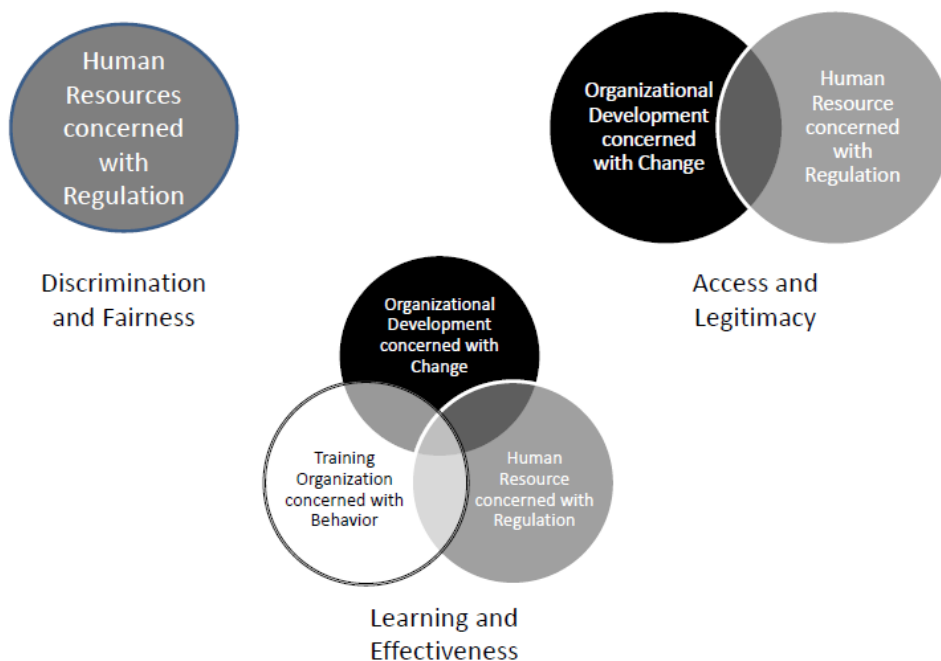 Human
Resources
concerned
with
Regulation
Discrimination
and Fairness
Organizational
Development
concerned
with Change
Human
Resource
concerned
with
Regulation
Access and
Legitimacy
Organizational
Development
concerned with
Change
Training
Organization
concerned with
Behavior
Human
Resource
concerned with
Regulation
Learning and
Effectiveness